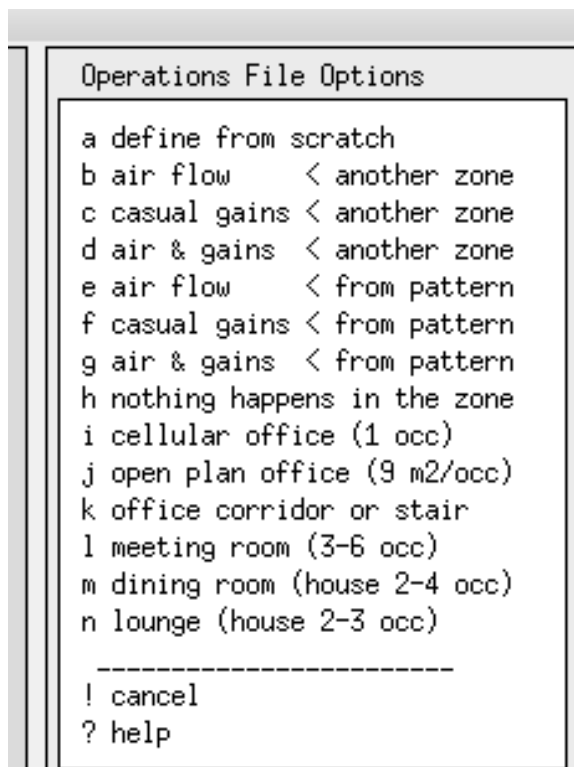 Operations File Options
a define from scratch
b air flow < another zone
c casual gains < another zone
d air & gains < another zone
e air flow < from pattern
f casual gains < from pattern
g air & gains < from pattern
h nothing happens in the zone
i cellular office (1 occ)
j open plan office (9 m2/occ)
k office corridor or stair
l meeting room (3-6 occ)
m dining room (house 2-4 occ)
n lounge (house 2-3 occ)
________________________
! cancel
? help